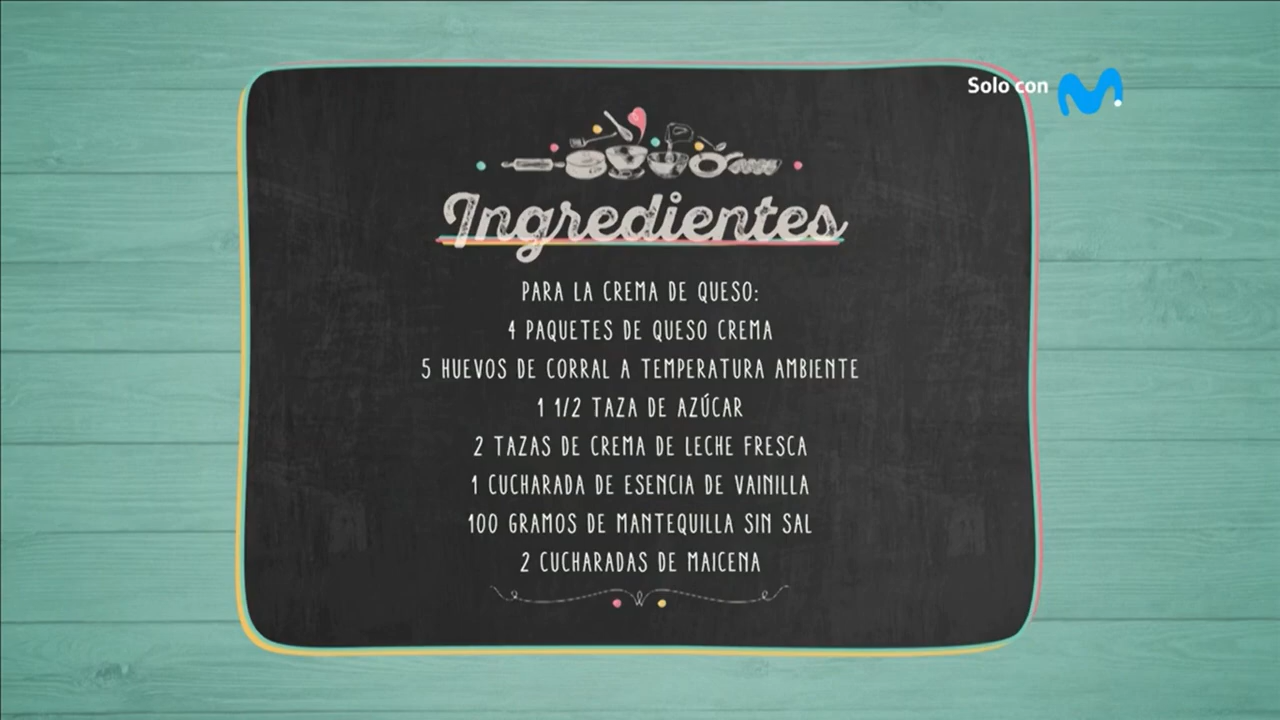 Solo con
Ingredientes
PARA LA CREMA DE QUESO:
4 PAQUETES DE QUESO CREMA
5 HUEVOS DE CORRAL A TEMPERATURA AMBIENTE
1 1/2 TAZA DE AZÚCAR
2 TAZAS DE CREMA DE LECHE FRESCA
1 CUCHARADA DE ESENCIA DE VAINILLA
100 GRAMOS DE MANTEQUILLA SIN SAL
2 CUCHARADAS DE MAICENA